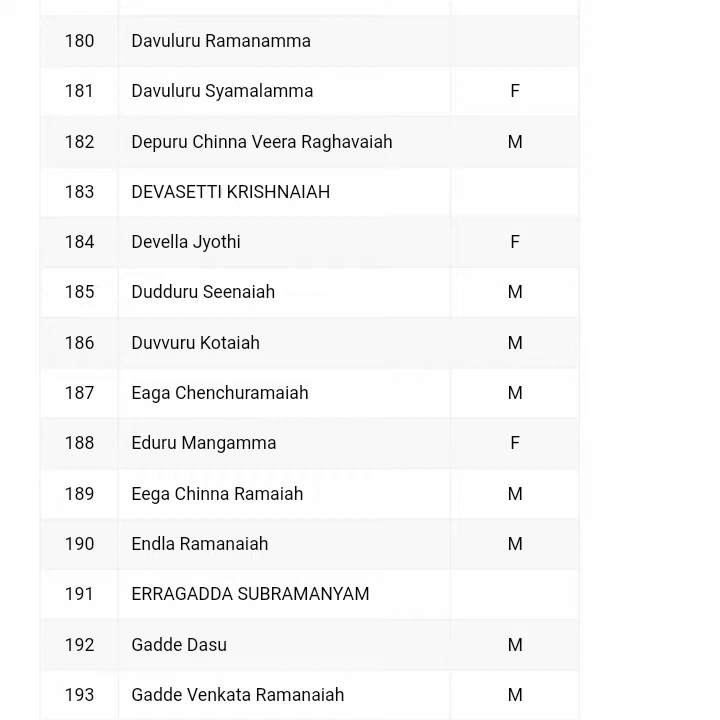 180 Davuluru Ramanamma
181 Davuluru Syamalamma F
182 Depuru Chinna Veera Raghavaiah M
183 DEVASETTI KRISHNAIAH
184 Devella Jyothi F
185 Dudduru Seenaiah M
186 Duvvuru Kotaiah M
187 Eaga Chenchuramaiah M
188 Eduru Mangamma F
189 Eega Chinna Ramaiah M
190 Endla Ramanaiah M
191 ERRAGADDA SUBRAMANYAM
192 Gadde Dasu M
193 Gadde Venkata Ramanaiah M